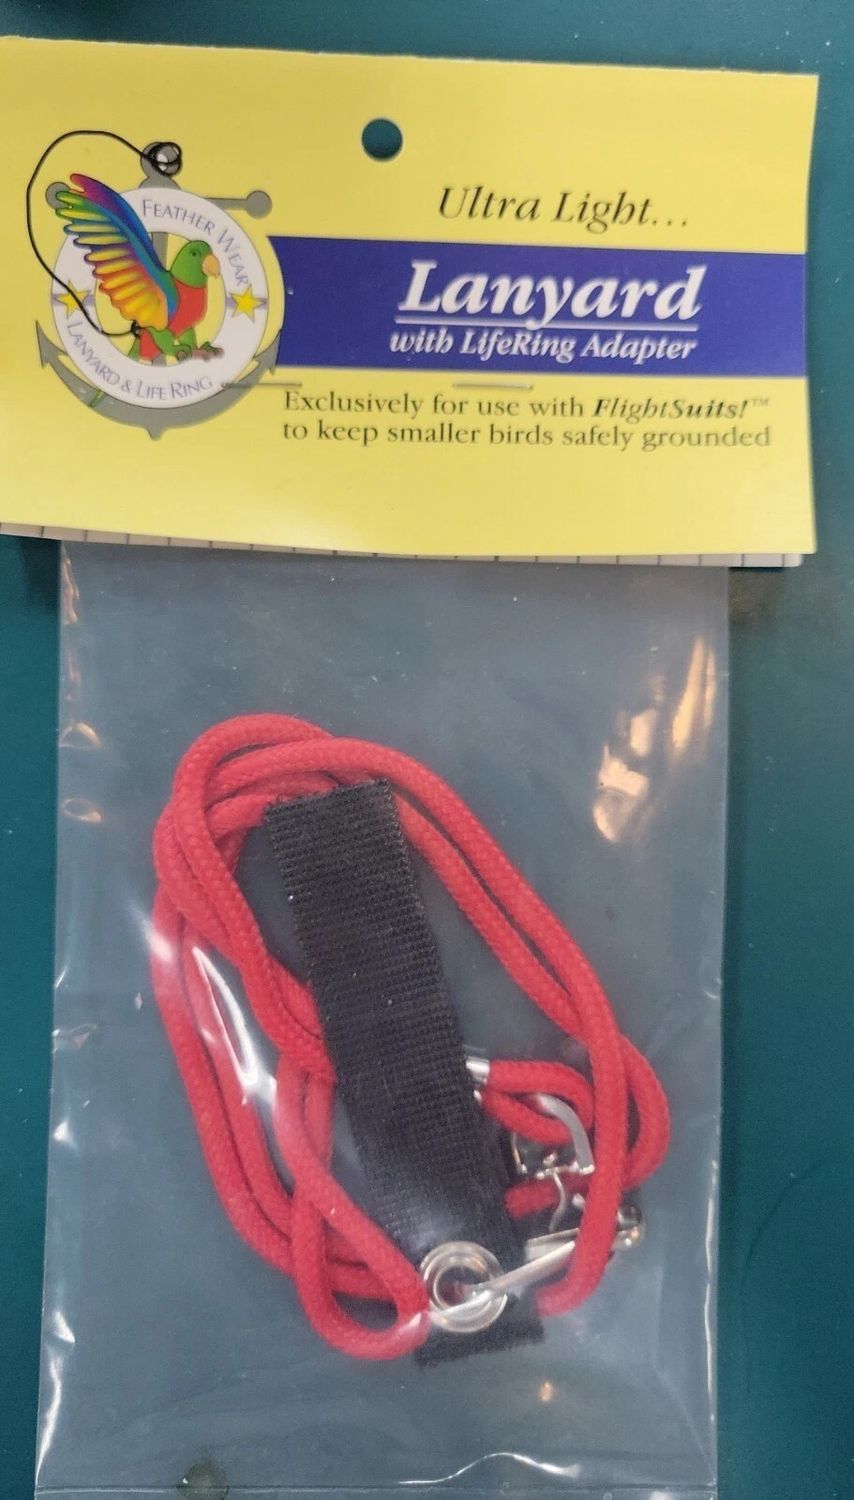 FEATHER WEAR
LANYARD & LIFE RING
Ultra Light...
Lanyard
with LifeRing Adapter
Exclusively for use with FlightSuits!™
to keep smaller birds safely grounded